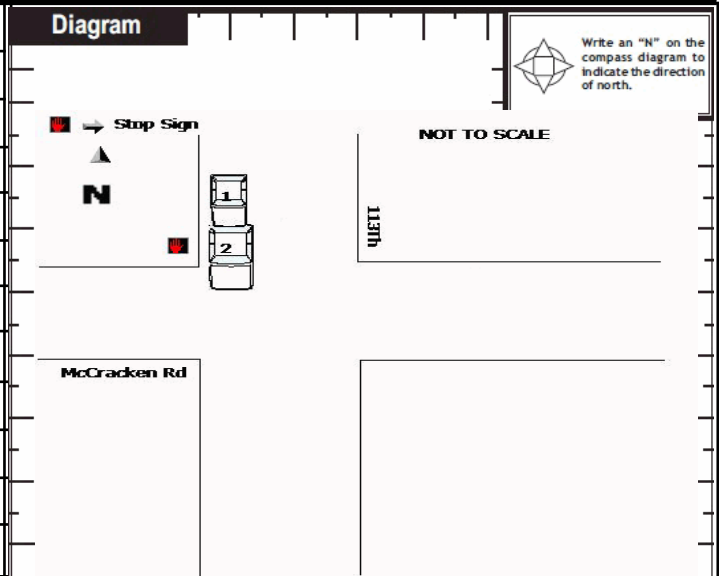 Diagram
Write an "N" on the
compass diagram to
indicate the direction
of north.
Stop Sign
NOT TO SCALE
N
1
113Th
2
McCracken Rd